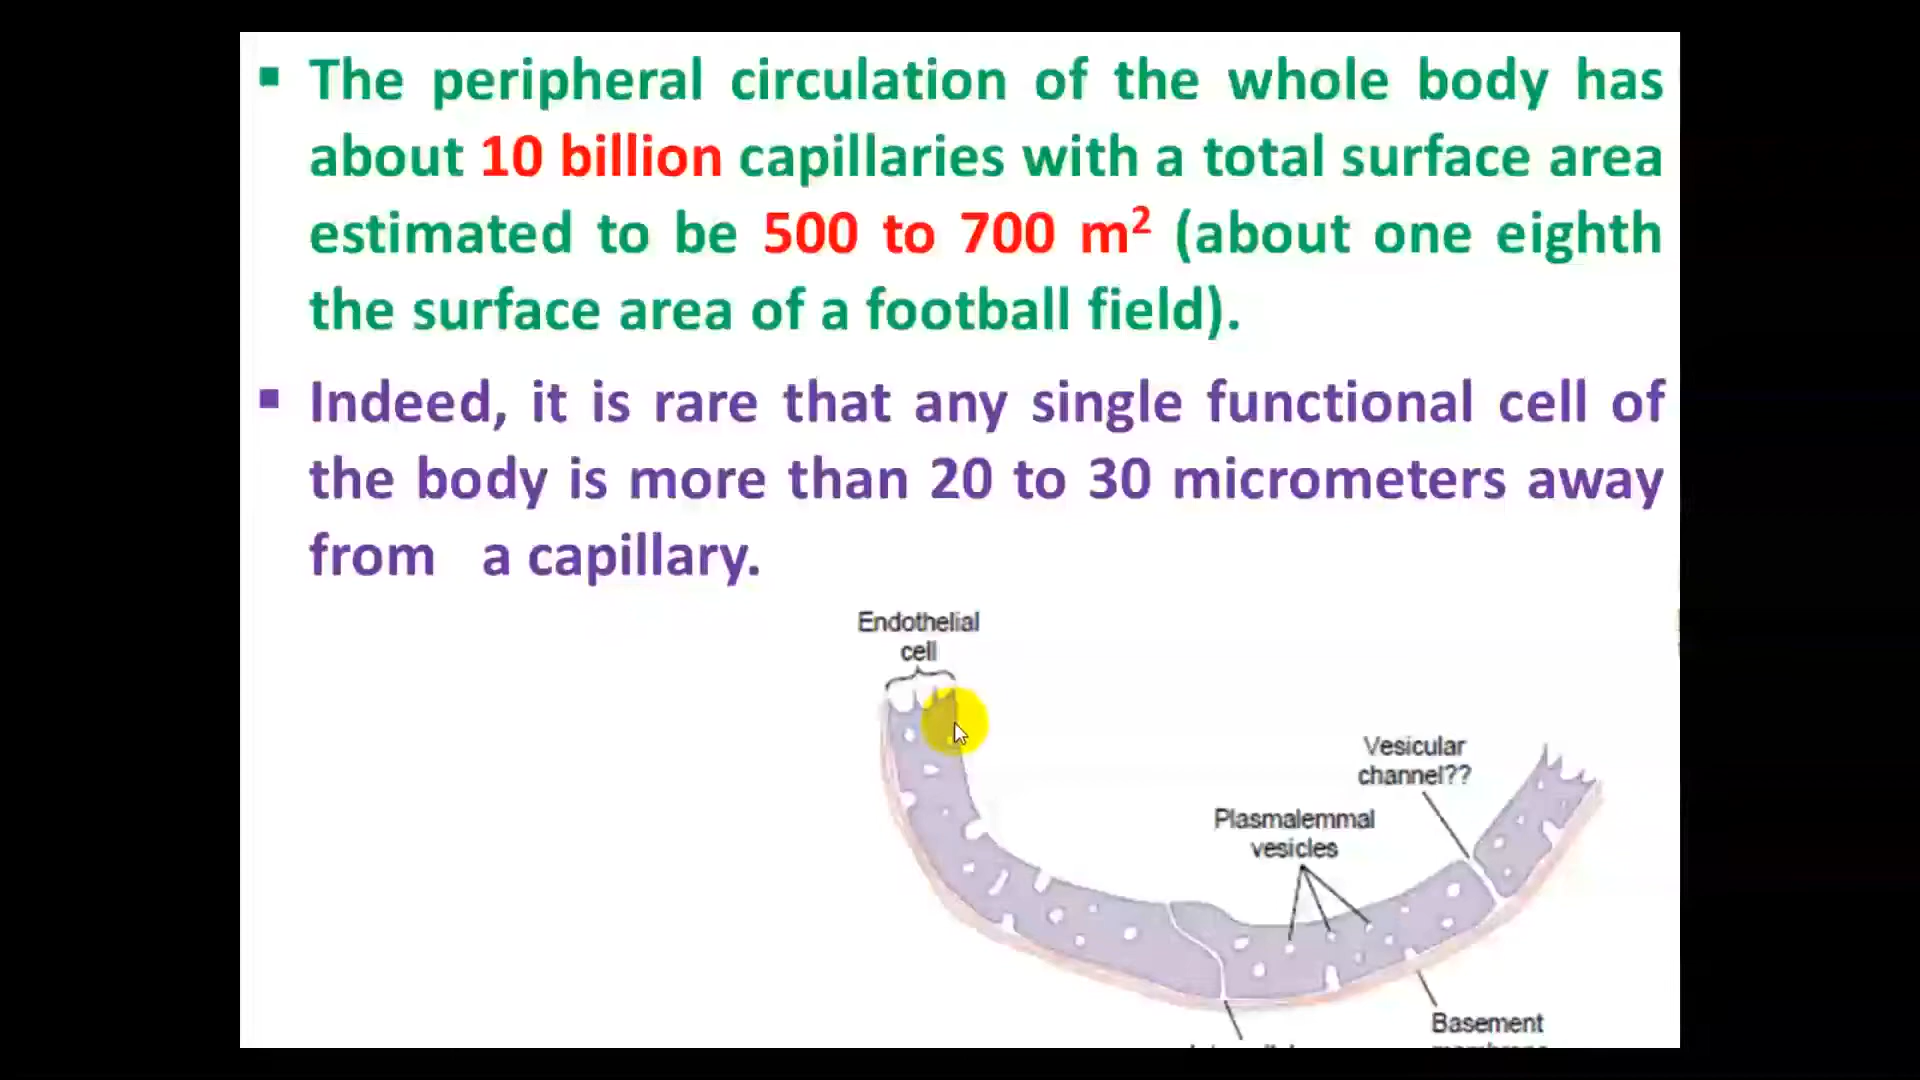 ▪ The peripheral circulation of the whole body has
about 10 billion capillaries with a total surface area
estimated to be 500 to 700 m² (about one eighth
the surface area of a football field).
▪ Indeed, it is rare that any single functional cell of
the body is more than 20 to 30 micrometers away
from a capillary.
Endothelial
cell
Vesicular
channel??
Plasmalemmal
vesicles
Basement